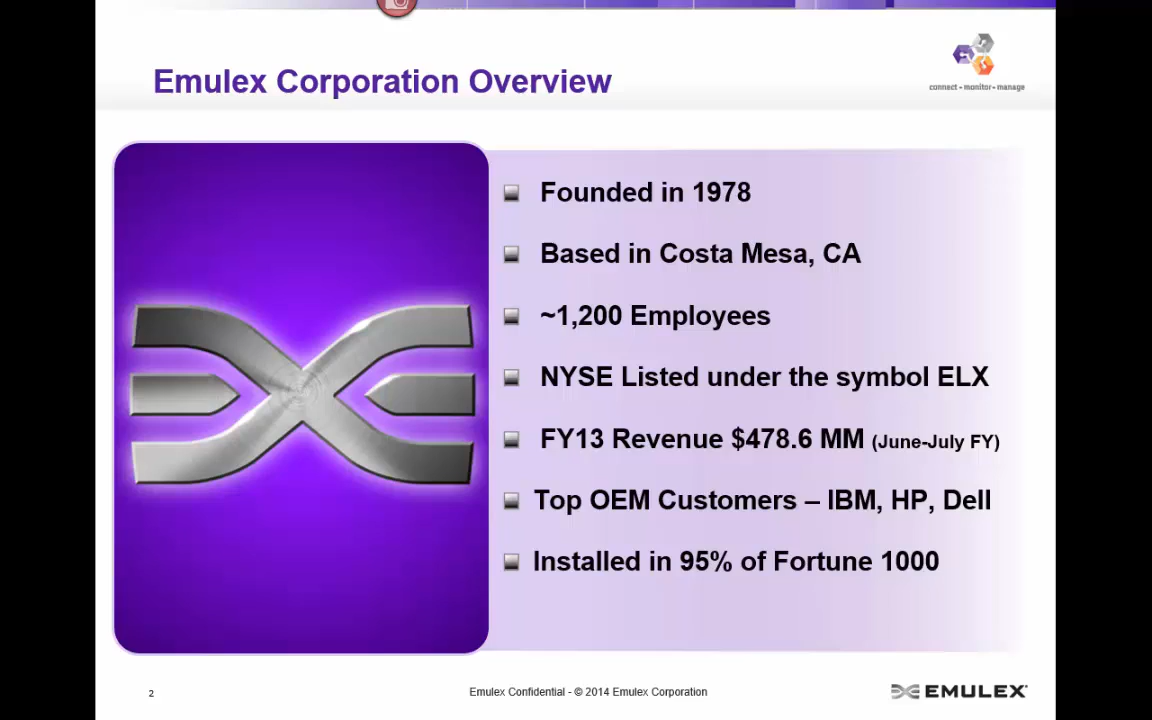 Emulex Corporation Overview
connect • monitor • manage
Founded in 1978
Based in Costa Mesa, CA
~1,200 Employees
NYSE Listed under the symbol ELX
FY13 Revenue $478.6 MM (June-July FY)
Top OEM Customers – IBM, HP, Dell
Installed in 95% of Fortune 1000
2
Emulex Confidential - © 2014 Emulex Corporation
EMULEX®